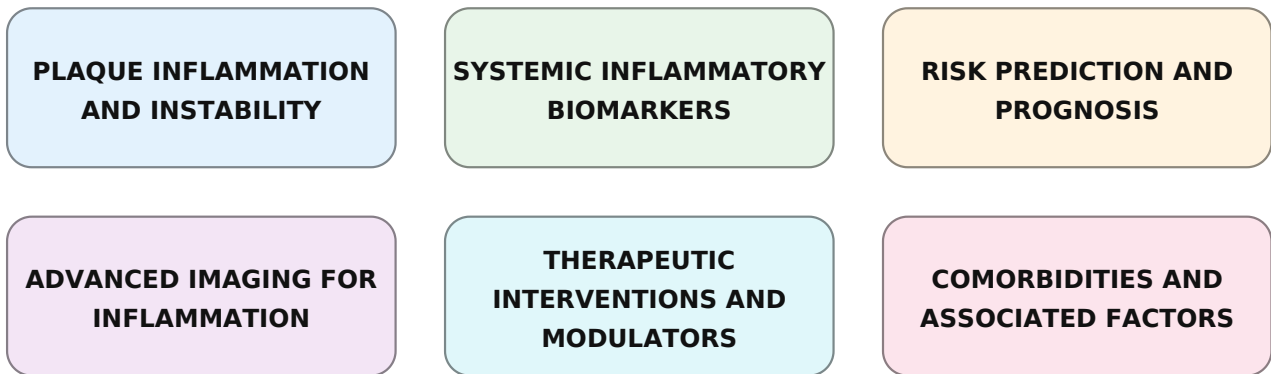 PLAQUE INFLAMMATION
AND INSTABILITY
SYSTEMIC INFLAMMATORY
BIOMARKERS
RISK PREDICTION AND
PROGNOSIS
ADVANCED IMAGING FOR
INFLAMMATION
THERAPEUTIC
INTERVENTIONS AND
MODULATORS
COMORBIDITIES AND
ASSOCIATED FACTORS